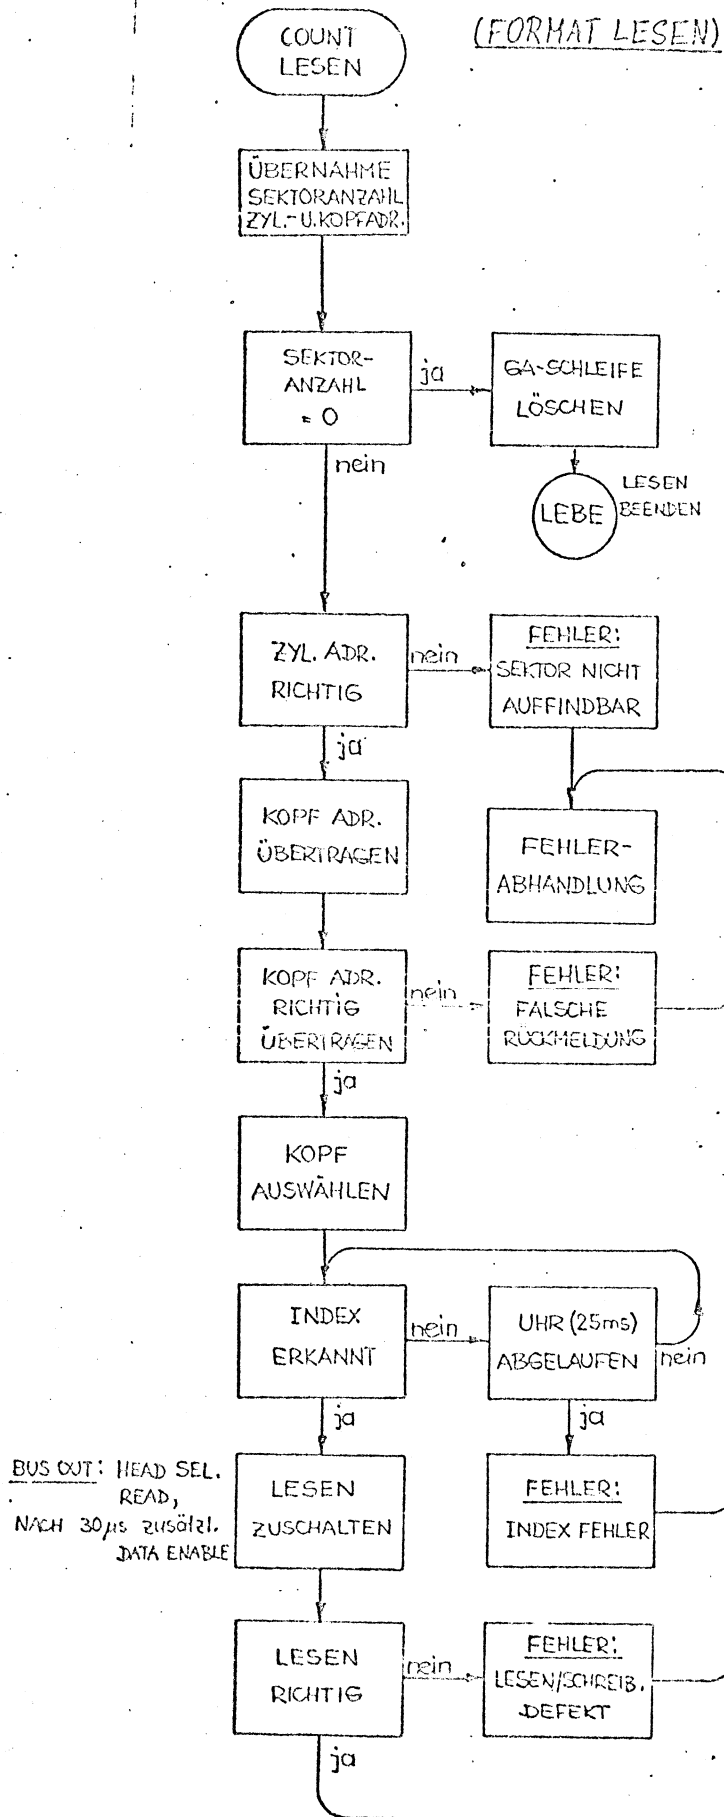 COUNT
LESEN
(FORMAT LESEN)
ÜBERNAHME
SEKTORANZAHL
ZYL.-U.KOPFADR.
SEKTOR-
ANZAHL
= 0
ja
GA-SCHLEIFE
LÖSCHEN
nein
LEBE
LESEN
BEENDEN
ZYL. ADR.
RICHTIG
nein
FEHLER:
SEKTOR NICHT
AUFFINDBAR
ja
KOPF ADR.
ÜBERTRAGEN
FEHLER-
ABHANDLUNG
KOPF ADR.
RICHTIG
ÜBERTRAGEN
nein
FEHLER:
FALSCHE
RÜCKMELDUNG
ja
KOPF
AUSWÄHLEN
INDEX
ERKANNT
nein
UHR (25ms)
ABGELAUFEN
nein
ja
ja
BUS OUT: HEAD SEL.
READ,
NACH 30µs zusätzl.
DATA ENABLE
LESEN
ZUSCHALTEN
FEHLER:
INDEX FEHLER
LESEN
RICHTIG
nein
FEHLER:
LESEN/SCHREIB.
DEFEKT
ja